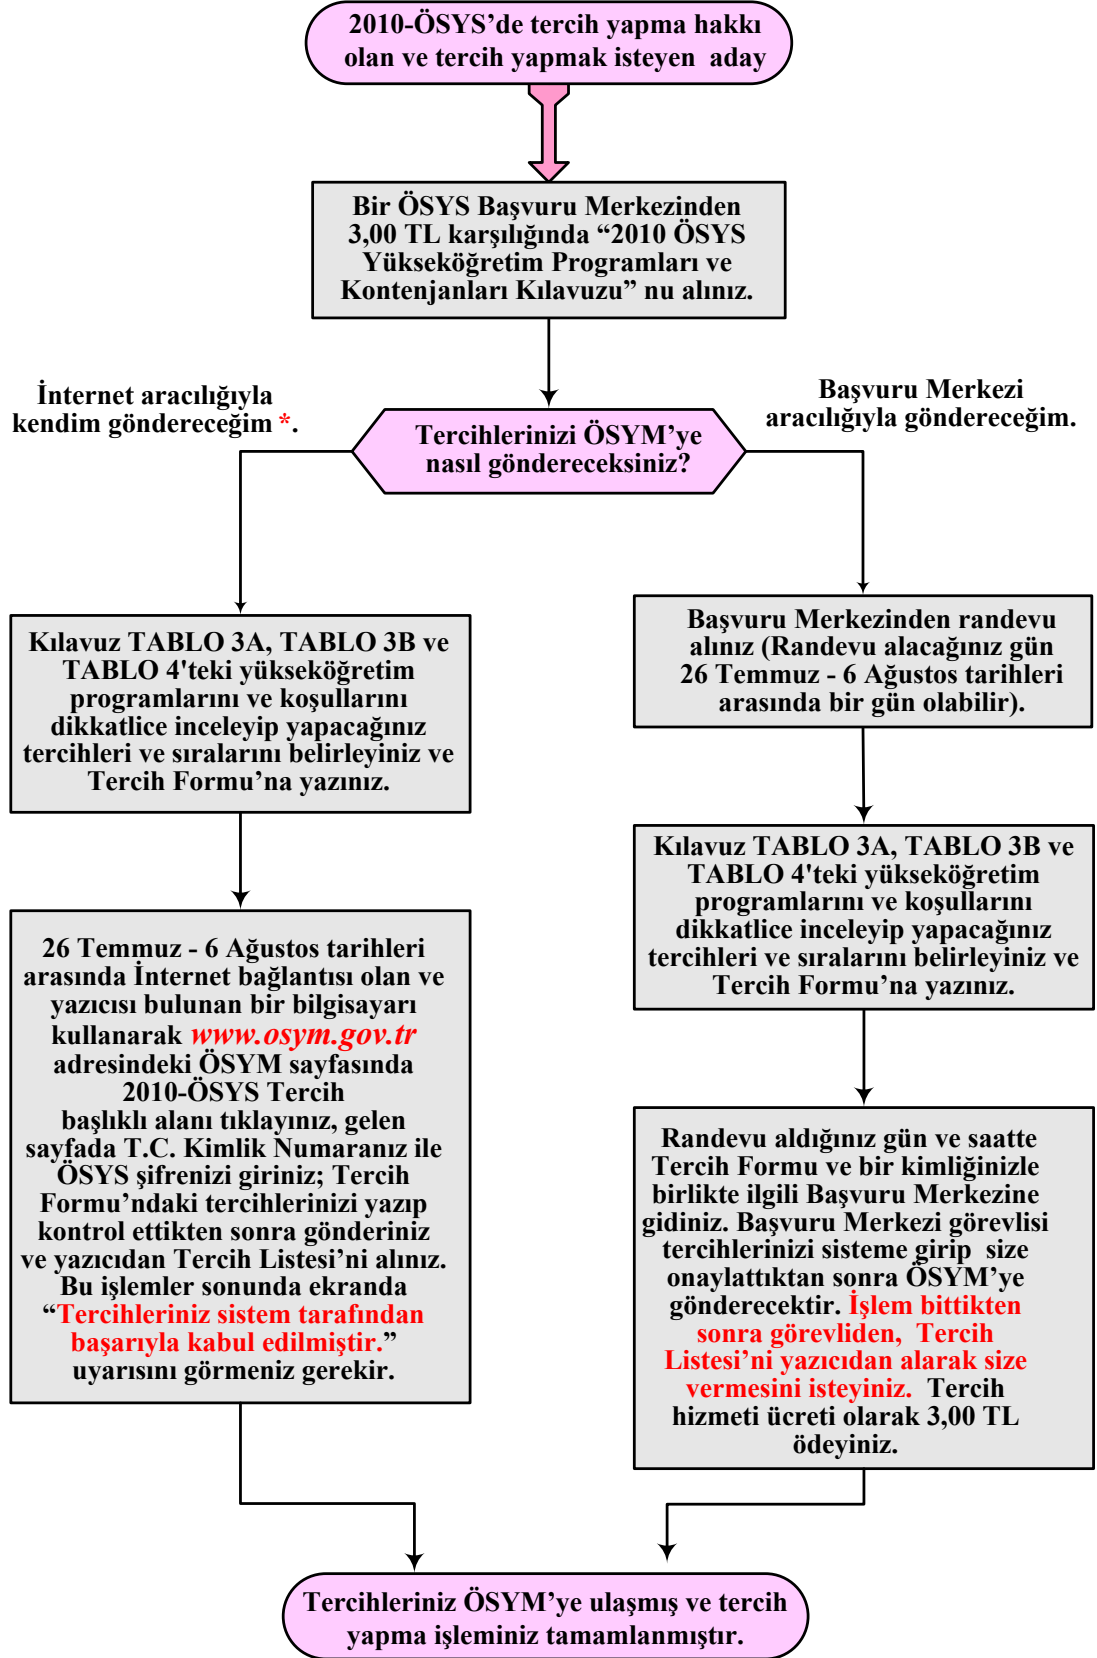 2010-ÖSYS’de tercih yapma hakkı
olan ve tercih yapmak isteyen aday
Bir ÖSYS Başvuru Merkezinden
3,00 TL karşılığında “2010 ÖSYS
Yükseköğretim Programları ve
Kontenjanları Kılavuzu” nu alınız.
İnternet aracılığıyla
kendim göndereceğim *.
Başvuru Merkezi
aracılığıyla göndereceğim.
Tercihlerinizi ÖSYM’ye
nasıl göndereceksiniz?
Kılavuz TABLO 3A, TABLO 3B ve
TABLO 4'teki yükseköğretim
programlarını ve koşullarını
dikkatlice inceleyip yapacağınız
tercihleri ve sıralarını belirleyiniz ve
Tercih Formu’na yazınız.
26 Temmuz - 6 Ağustos tarihleri
arasında İnternet bağlantısı olan ve
yazıcısı bulunan bir bilgisayarı
kullanarak www.osym.gov.tr
adresindeki ÖSYM sayfasında
2010-ÖSYS Tercih
başlıklı alanı tıklayınız, gelen
sayfada T.C. Kimlik Numaranız ile
ÖSYS şifrenizi giriniz; Tercih
Formu’ndaki tercihlerinizi yazıp
kontrol ettikten sonra gönderiniz
ve yazıcıdan Tercih Listesi’ni alınız.
Bu işlemler sonunda ekranda
“Tercihleriniz sistem tarafından
başarıyla kabul edilmiştir.”
uyarısını görmeniz gerekir.
Başvuru Merkezinden randevu
alınız (Randevu alacağınız gün
26 Temmuz - 6 Ağustos tarihleri
arasında bir gün olabilir).
Kılavuz TABLO 3A, TABLO 3B ve
TABLO 4'teki yükseköğretim
programlarını ve koşullarını
dikkatlice inceleyip yapacağınız
tercihleri ve sıralarını belirleyiniz ve
Tercih Formu’na yazınız.
Randevu aldığınız gün ve saatte
Tercih Formu ve bir kimliğinizle
birlikte ilgili Başvuru Merkezine
gidiniz. Başvuru Merkezi görevlisi
tercihlerinizi sisteme girip size
onaylattıktan sonra ÖSYM’ye
gönderecektir. İşlem bittikten
sonra görevliden, Tercih
Listesi’ni yazıcıdan alarak size
vermesini isteyiniz. Tercih
hizmeti ücreti olarak 3,00 TL
ödeyiniz.
Tercihleriniz ÖSYM’ye ulaşmış ve tercih
yapma işleminiz tamamlanmıştır.